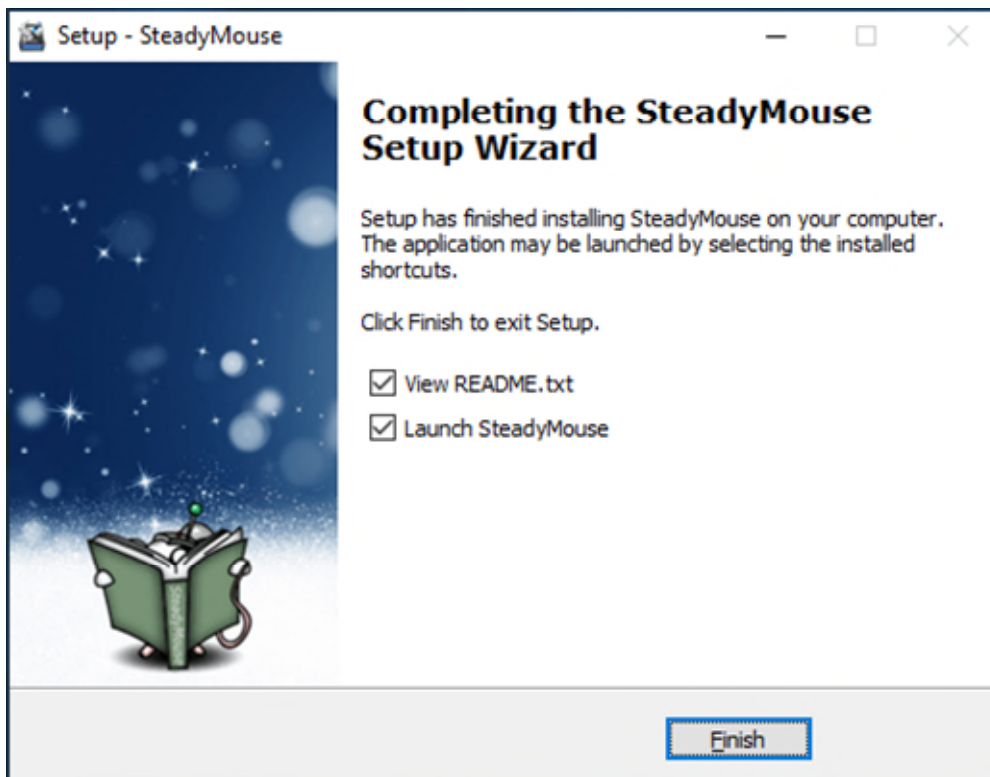 Setup - SteadyMouse
Completing the SteadyMouse
Setup Wizard
Setup has finished installing SteadyMouse on your computer.
The application may be launched by selecting the installed
shortcuts.
Click Finish to exit Setup.
View README.txt
Launch SteadyMouse
SteadyMouse
Finish